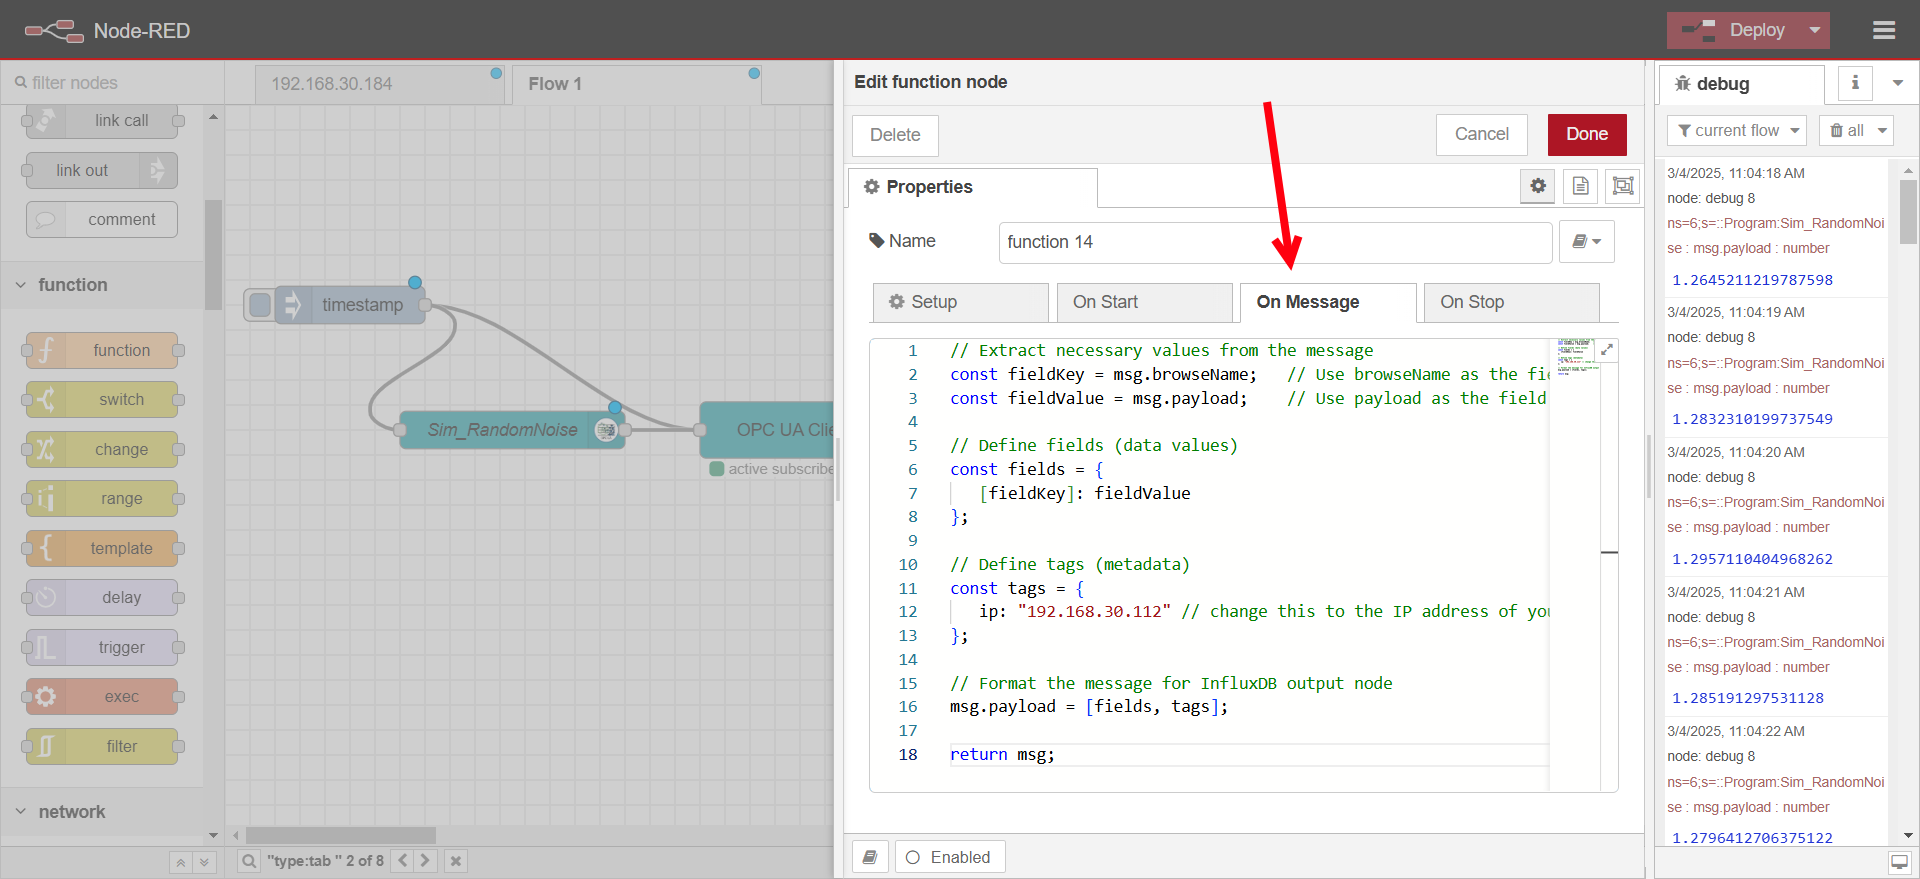 Node-RED
Deploy
filter nodes
192.168.30.184
Flow 1
link call
link out
comment
function
function
switch
change
range
template
delay
trigger
exec
filter
network
timestamp
Sim_RandomNoise
OPC UA Clie
active subscribe
"type:tab " 2 of 8
Edit function node
Delete
Cancel
Done
Properties
Name
function 14
Setup
On Start
On Message
On Stop
1 // Extract necessary values from the message
2 const fieldKey = msg.browseName; // Use browseName as the fie
3 const fieldValue = msg.payload; // Use payload as the field
4
5 // Define fields (data values)
6 const fields = {
7 [fieldKey]: fieldValue
8 };
9
10 // Define tags (metadata)
11 const tags = {
12 ip: "192.168.30.112" // change this to the IP address of you
13 };
14
15 // Format the message for InfluxDB output node
16 msg.payload = [fields, tags];
17
18 return msg;
Enabled
debug
i
current flow
all
3/4/2025, 11:04:18 AM
node: debug 8
ns=6;s=::Program:Sim_RandomNoi
se : msg.payload : number
1.2645211219787598
3/4/2025, 11:04:19 AM
node: debug 8
ns=6;s=::Program:Sim_RandomNoi
se : msg.payload : number
1.2832310199737549
3/4/2025, 11:04:20 AM
node: debug 8
ns=6;s=::Program:Sim_RandomNoi
se : msg.payload : number
1.2957110404968262
3/4/2025, 11:04:21 AM
node: debug 8
ns=6;s=::Program:Sim_RandomNoi
se : msg.payload : number
1.285191297531128
3/4/2025, 11:04:22 AM
node: debug 8
ns=6;s=::Program:Sim_RandomNoi
se : msg.payload : number
1.2796412706375122